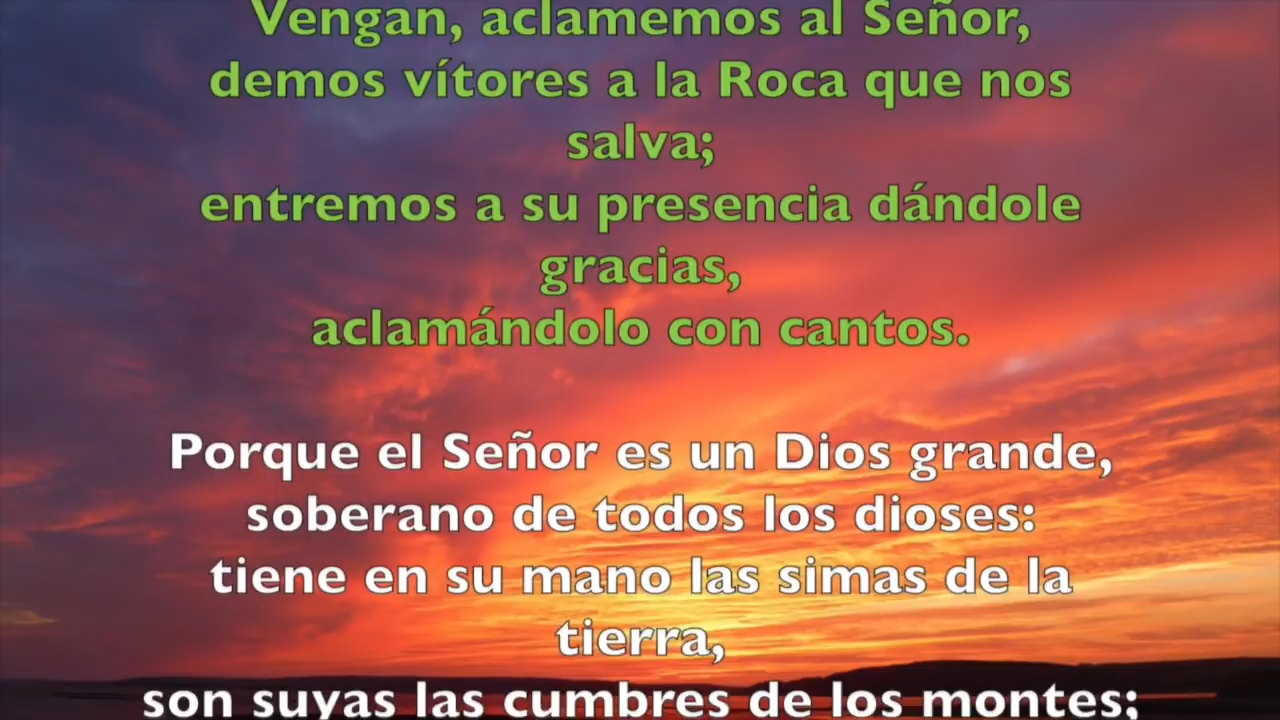 Vengan, aclamemos al Señor,
demos vítores a la Roca que nos
salva;
entremos a su presencia dándole
gracias,
aclamándolo con cantos.
Porque el Señor es un Dios grande,
soberano de todos los dioses:
tiene en su mano las simas de la
tierra,
son suyas las cumbres de los montes;